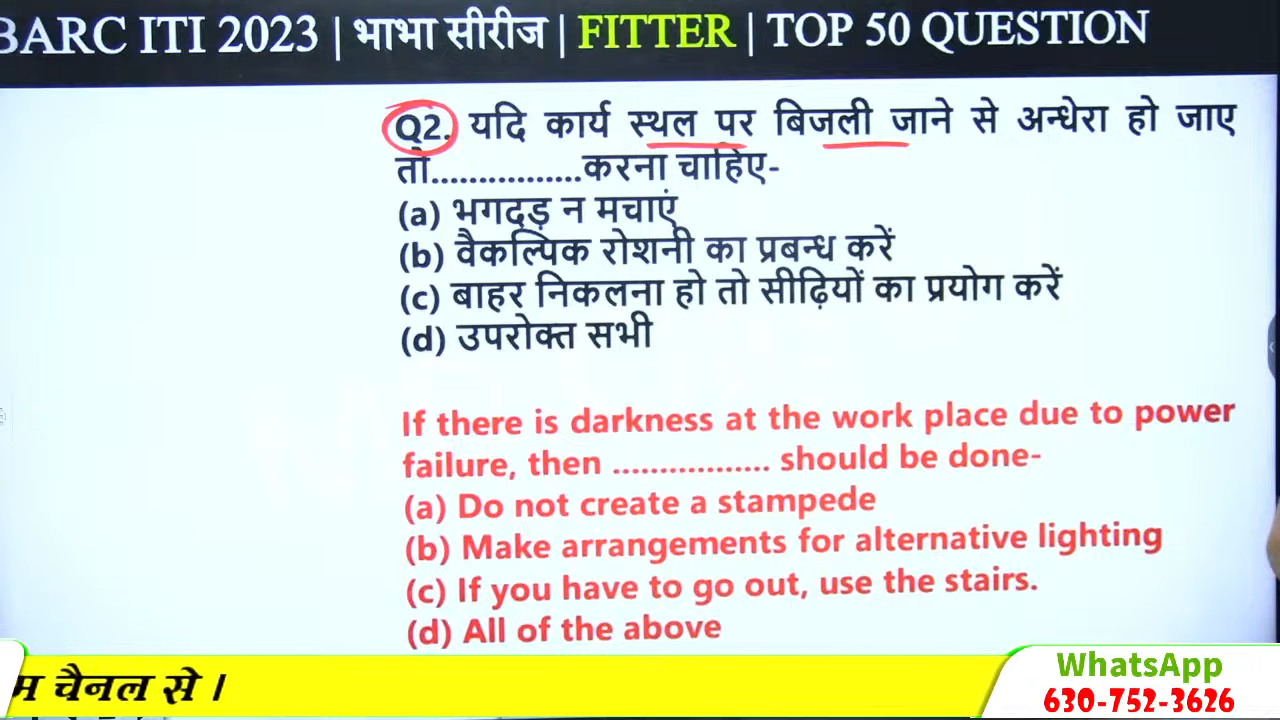 BARC ITI 2023 | भाभा सीरीज | FITTER | TOP 50 QUESTION
Q2. यदि कार्य स्थल पर बिजली जाने से अन्धेरा हो जाए
तो................करना चाहिए-
(a) भगदड़ न मचाएं
(b) वैकल्पिक रोशनी का प्रबन्ध करें
(c) बाहर निकलना हो तो सीढ़ियों का प्रयोग करें
(d) उपरोक्त सभी
If there is darkness at the work place due to power
failure, then ................. should be done-
(a) Do not create a stampede
(b) Make arrangements for alternative lighting
(c) If you have to go out, use the stairs.
(d) All of the above
म चैनल से ।
WhatsApp
630-752-3626